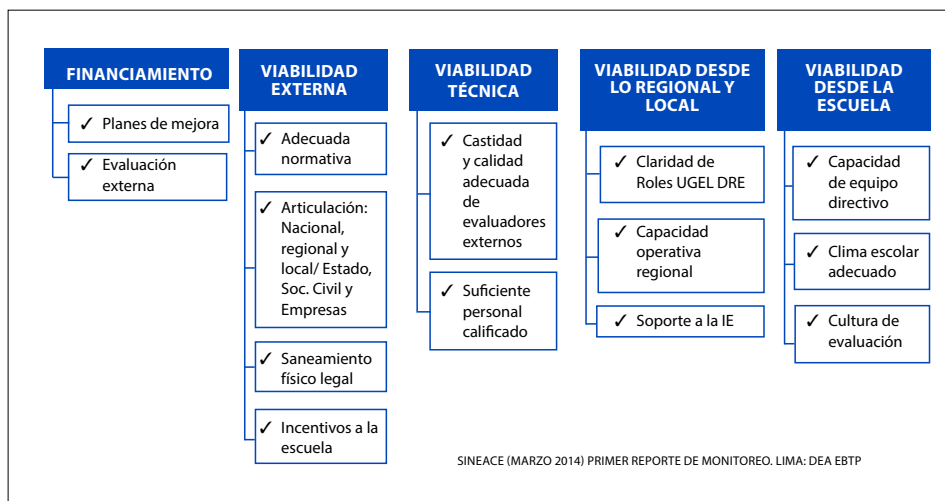 FINANCIAMIENTO
✓ Planes de mejora
✓ Evaluación
externa
VIABILIDAD
EXTERNA
✓ Adecuada
normativa
✓ Articulación:
Nacional,
regional y
local/ Estado,
Soc. Civil y
Empresas
✓ Saneamiento
físico legal
✓ Incentivos a la
escuela
VIABILIDAD
TÉCNICA
✓ Castidad
y calidad
adecuada
de
evaluadores
externos
✓ Suficiente
personal
calificado
VIABILIDAD DESDE
LO REGIONAL Y
LOCAL
✓ Claridad de
Roles UGEL DRE
✓ Capacidad
operativa
regional
✓ Soporte a la IE
VIABILIDAD
DESDE LA
ESCUELA
✓ Capacidad
de equipo
directivo
✓ Clima escolar
adecuado
✓ Cultura de
evaluación
SINEACE (MARZO 2014) PRIMER REPORTE DE MONITOREO. LIMA: DEA EBTP